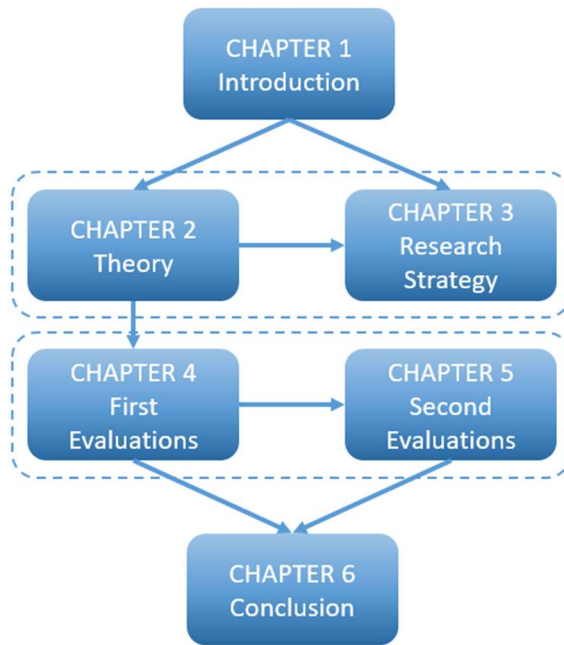 CHAPTER 1
Introduction
CHAPTER 2
Theory
CHAPTER 3
Research
Strategy
CHAPTER 4
First
Evaluations
CHAPTER 5
Second
Evaluations
CHAPTER 6
Conclusion